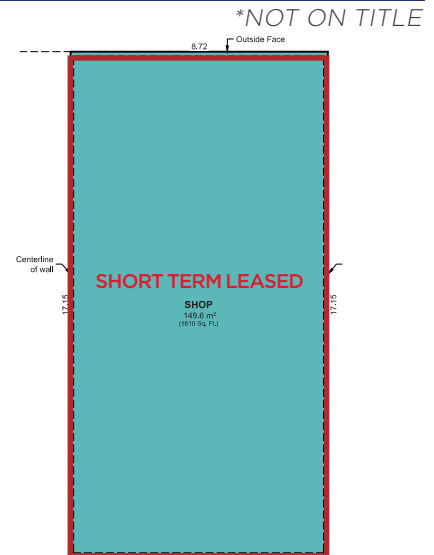 *NOT ON TITLE
Outside Face
8.72
Centerline
of wall
SHORT TERM LEASED
SHOP
149.6 m²
(1610 Sq. Ft.)
17.15
17.15